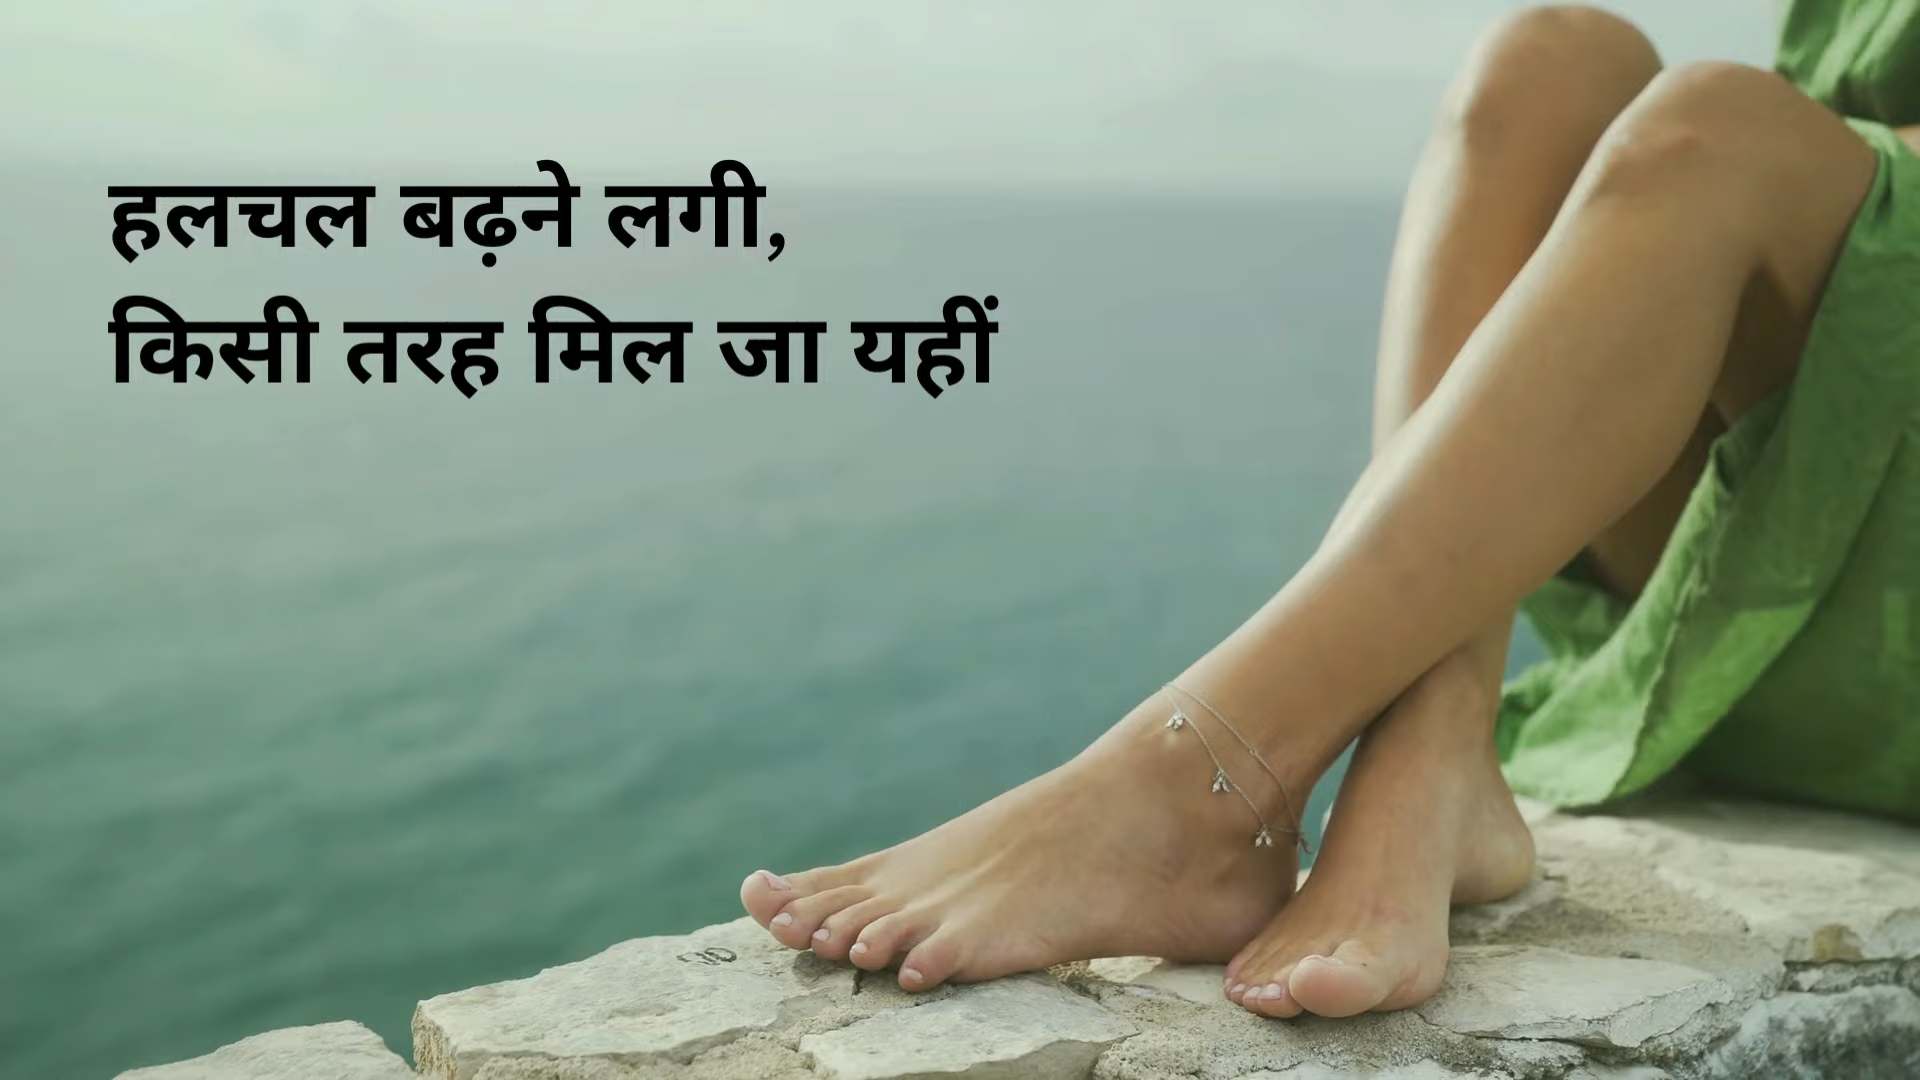 हलचल बढ़ने लगी,
किसी तरह मिल जा यहीं